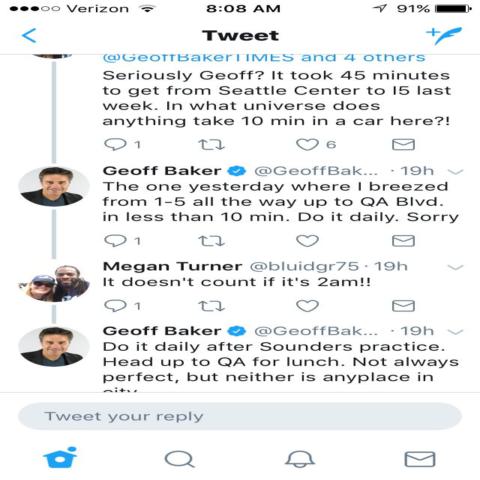 Verizon 8:08 AM 91%
Tweet
@GeoffBakerTIMES and 4 others
Seriously Geoff? It took 45 minutes
to get from Seattle Center to I5 last
week. In what universe does
anything take 10 min in a car here?!
1 6
Geoff Baker @GeoffBak... · 19h
The one yesterday where I breezed
from 1-5 all the way up to QA Blvd.
in less than 10 min. Do it daily. Sorry
1
Megan Turner @bluidgr75 · 19h
It doesn't count if it's 2am!!
1
Geoff Baker @GeoffBak... · 19h
Do it daily after Sounders practice.
Head up to QA for lunch. Not always
perfect, but neither is anyplace in
city
Tweet your reply